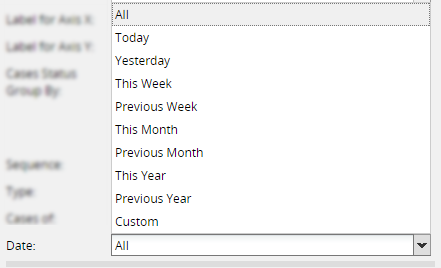 Label for Axis X:
All
Today
Label for Axis Y:
Yesterday
Cases Status
Group By:
This Week
Previous Week
This Month
Previous Month
Sequence:
This Year
Type:
Previous Year
Cases of:
Custom
Date:
All